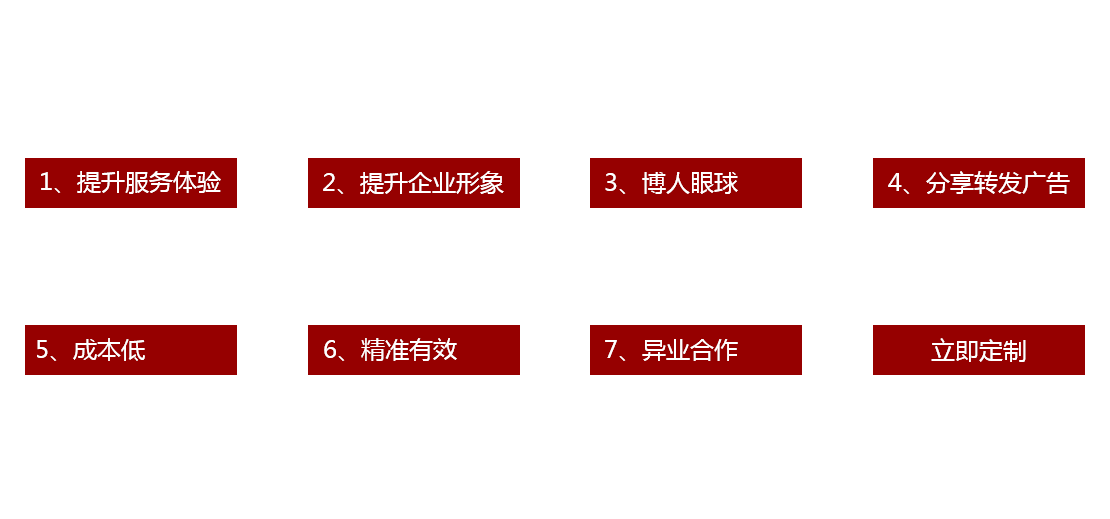 1、提升服务体验
2、提升企业形象
3、博人眼球
4、分享转发广告
5、成本低
6、精准有效
7、异业合作
立即定制